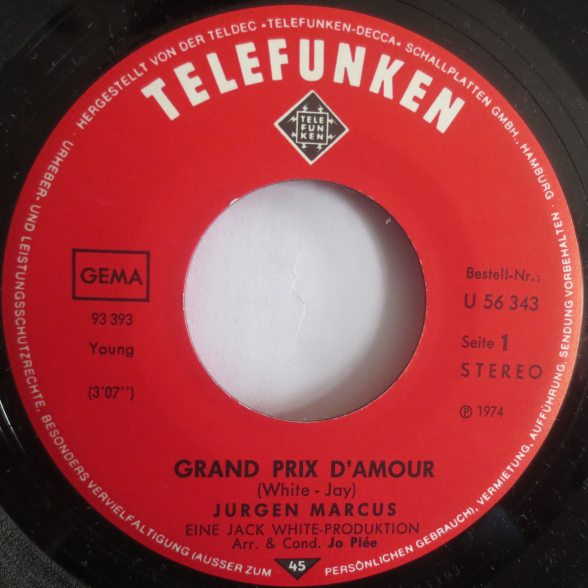 · HERGESTELLT VON DER TELDEC »TELEFUNKEN-DECCA« SCHALLPLATTEN GMBH., HAMBURG ·
TELEFUNKEN
TELE
FUN
KEN
GEMA
93 393
Young
(3'07'')
Bestell-Nr.:
U 56 343
Seite 1
STEREO
Ⓟ 1974
GRAND PRIX D'AMOUR
(White - Jay)
JURGEN MARCUS
EINE JACK WHITE-PRODUKTION
Arr. & Cond. Jo Plée
45
URHEBER- UND LEISTUNGSSCHUTZRECHTE, BESONDERS VERVIELFÄLTIGUNG (AUSSER ZUM PERSÖNLICHEN GEBRAUCH), VERMIETUNG, AUFFÜHRUNG, SENDUNG VORBEHALTEN ·